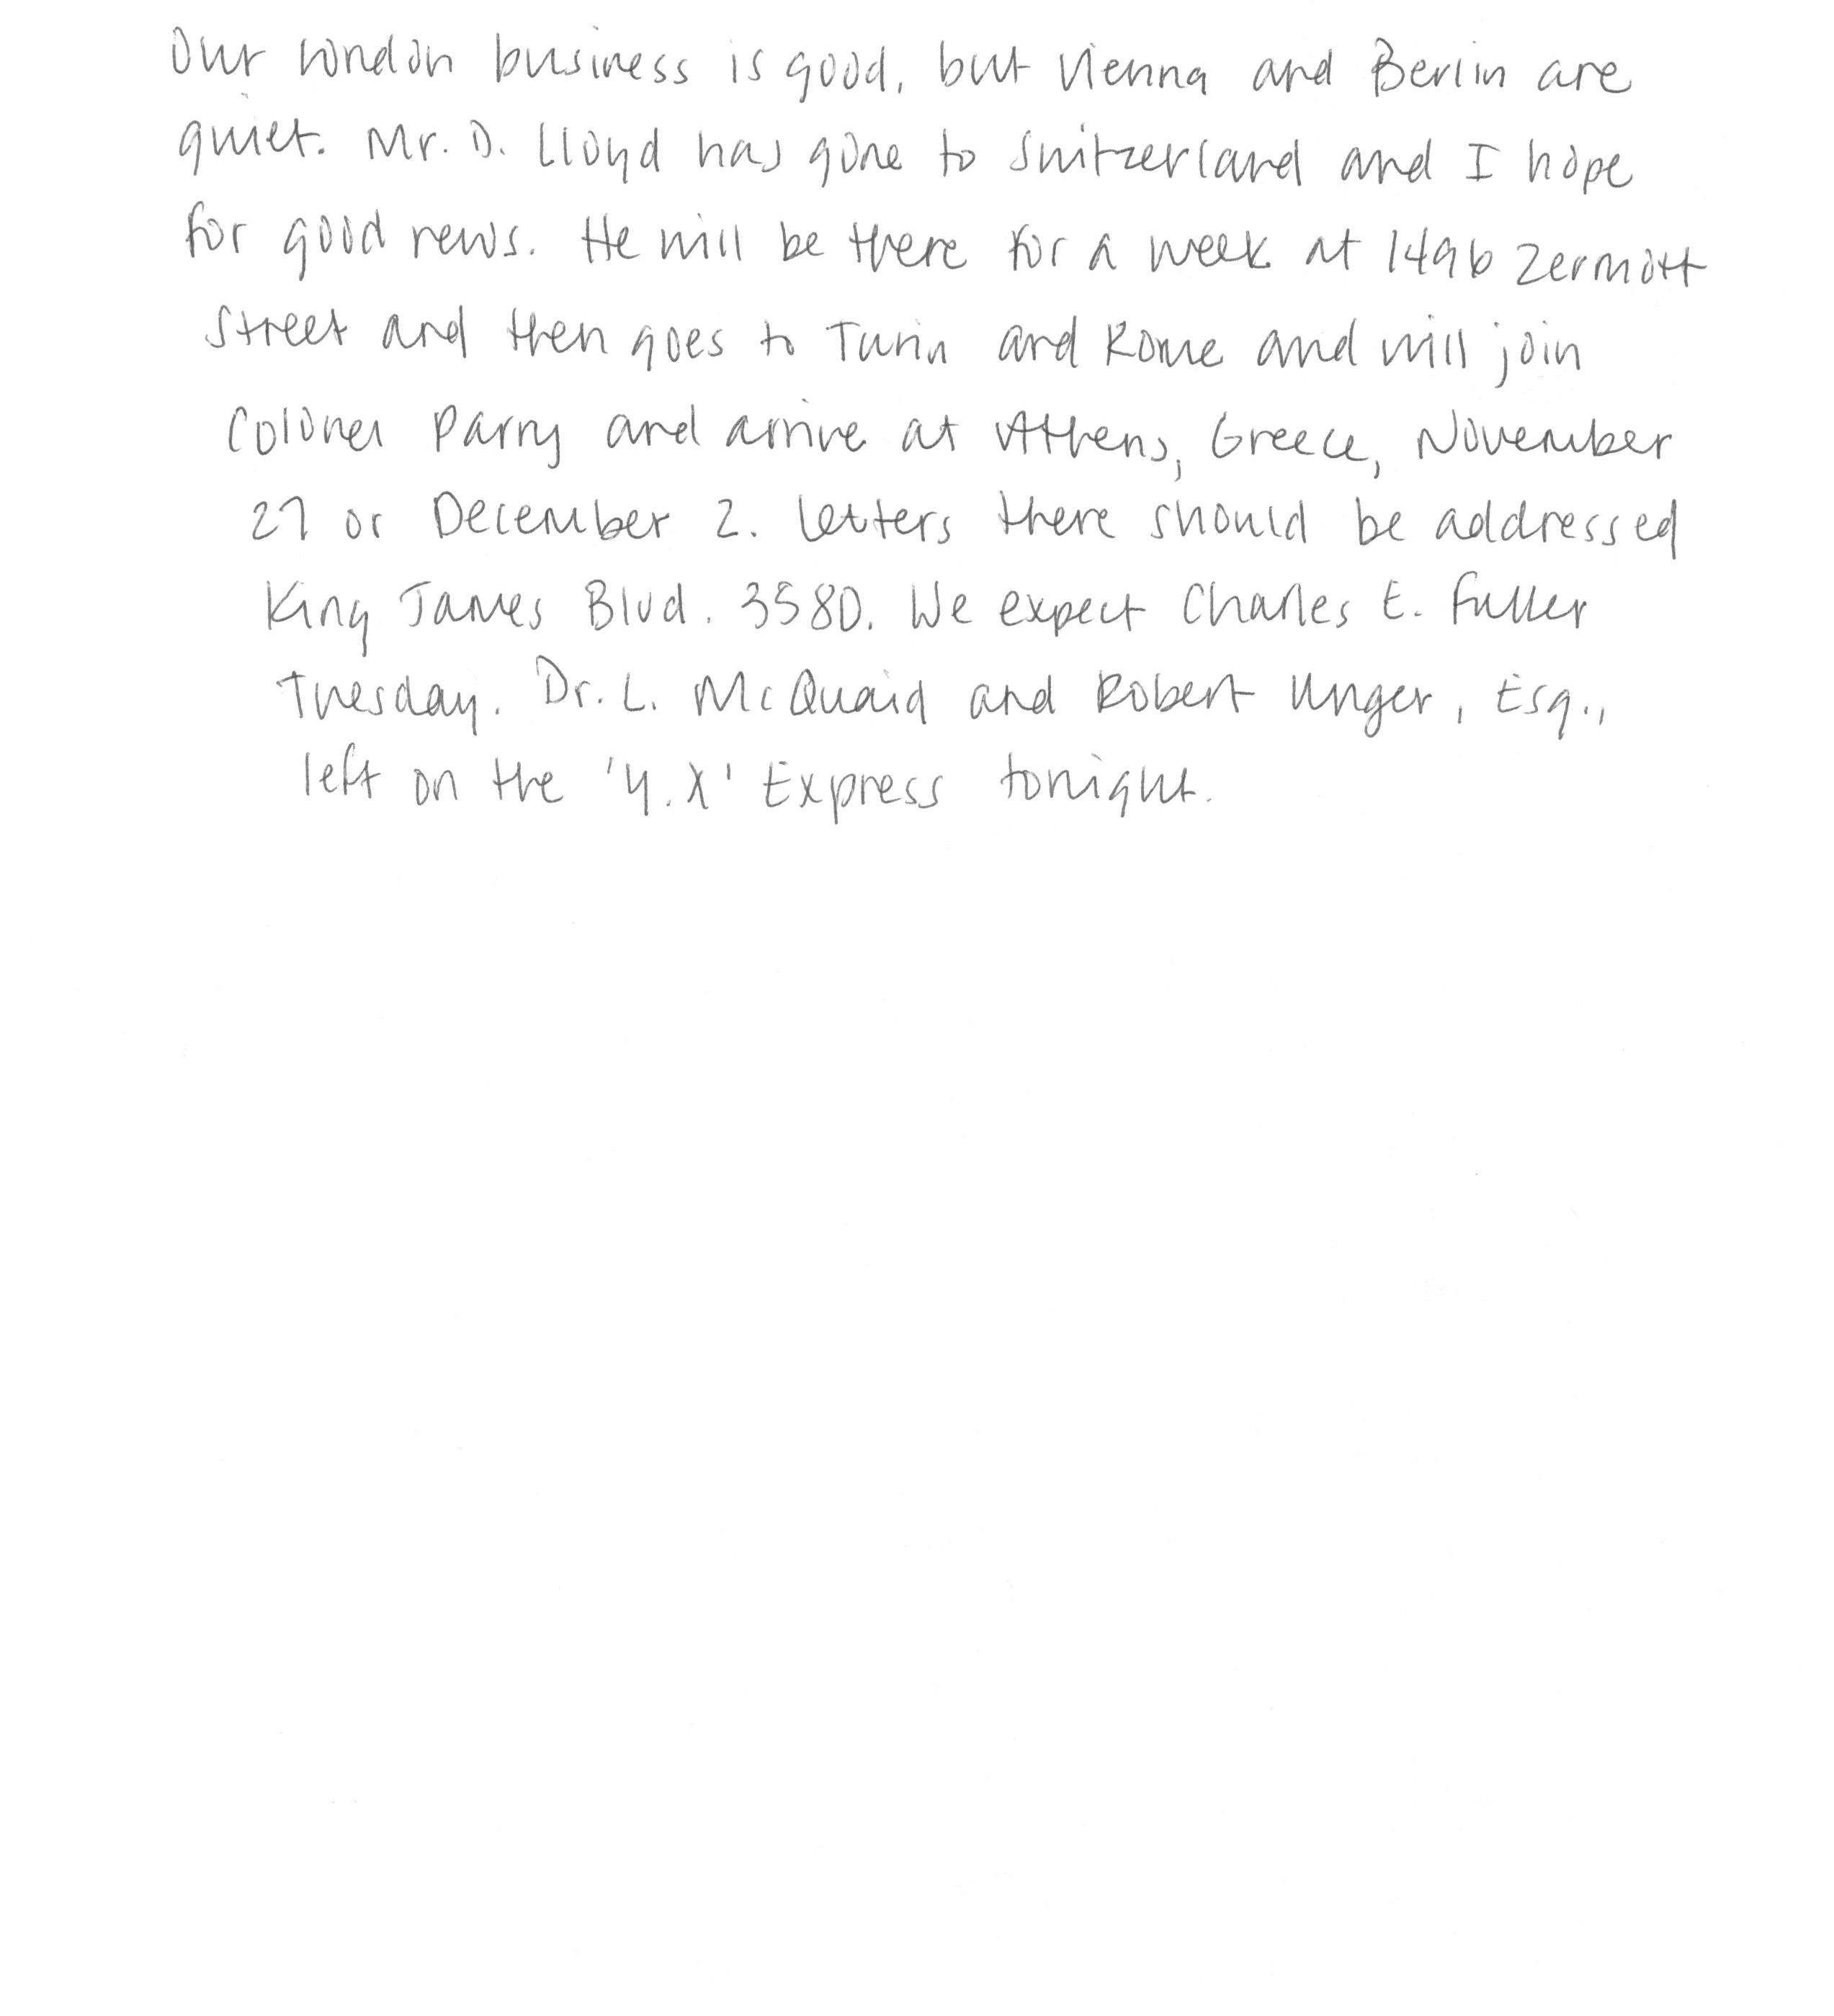 Our London business is good, but Vienna and Berlin are
quiet. Mr. D. Lloyd has gone to Switzerland and I hope
for good news. He will be there for a week at 1496 Zermott
Street and then goes to Turin and Rome and will join
Colonel Parry and arrive at Athens, Greece, November
27 or December 2. Letters there should be addressed
King James Blvd. 3580. We expect Charles E. Fuller
Tuesday. Dr. L. McQuaid and Robert Unger, Esq.,
left on the 'Y.X' Express tonight.